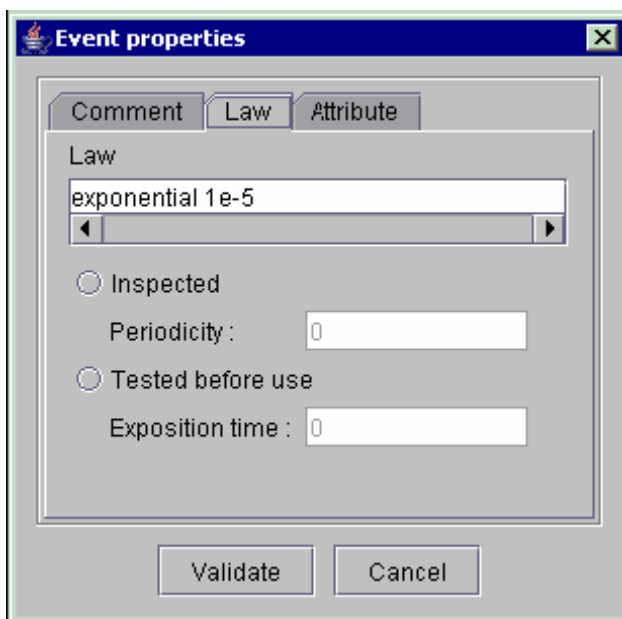 Event properties
Comment Law Attribute
Law
exponential 1e-5
Inspected
Periodicity : 0
Tested before use
Exposition time : 0
Validate Cancel